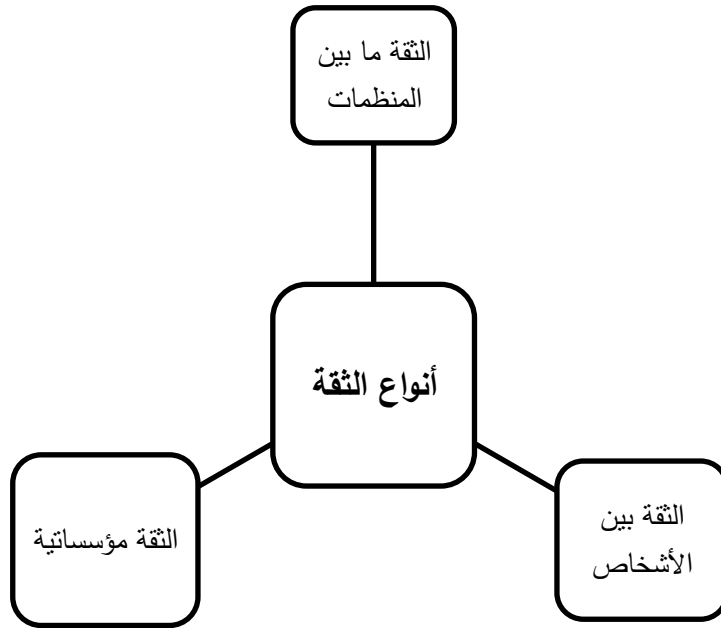 الثقة ما بين
المنظمات
أنواع الثقة
الثقة بين
الأشخاص
الثقة مؤسساتية